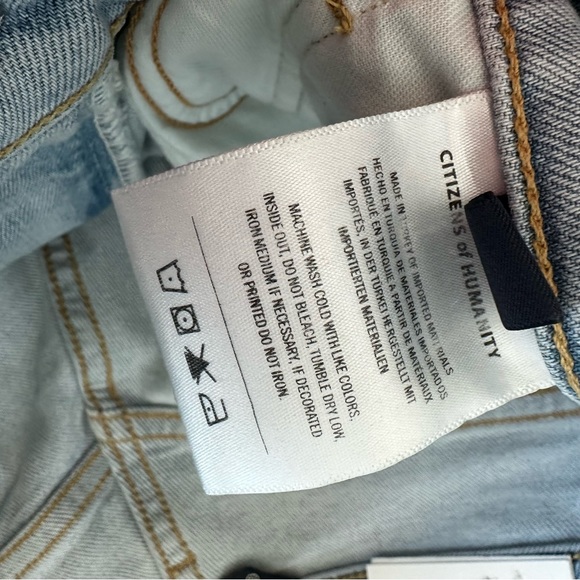 CITIZENS of HUMANITY
MADE IN TURKEY OF IMPORTED MATERIALS
HECHO EN TURQUIA DE MATERIALES IMPORTADOS
FABRIQUÉ EN TURQUIE A PARTIR DE MATERIAUX
IMPORTÉS, IN DER TÜRKEI HERGESTELLT MIT
IMPORTIERTEN MATERIALIEN
MACHINE WASH COLD WITH LIKE COLORS.
INSIDE OUT, DO NOT BLEACH, TUMBLE DRY LOW,
IRON MEDIUM IF NECESSARY, IF DECORATED
OR PRINTED DO NOT IRON.